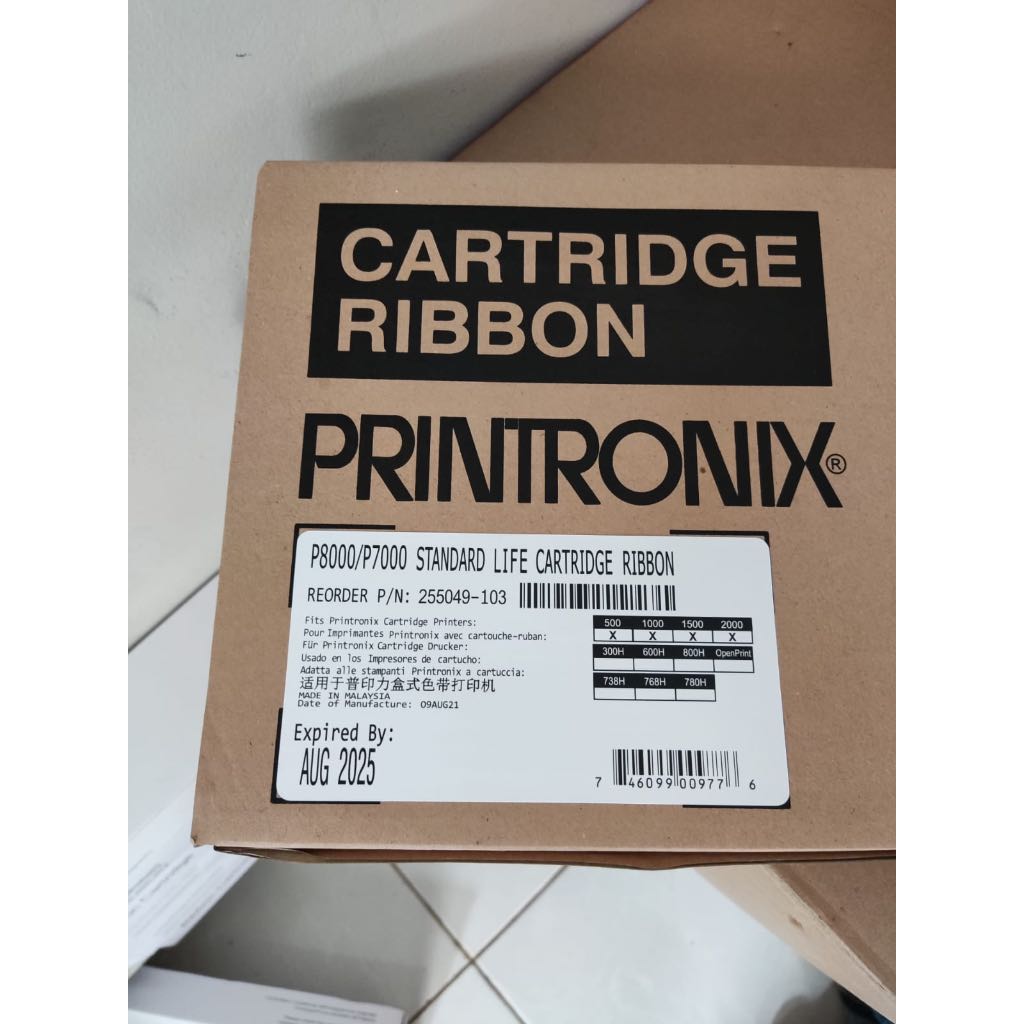 CARTRIDGE
RIBBON
PRINTRONIX®
P8000/P7000 STANDARD LIFE CARTRIDGE RIBBON
REORDER P/N: 255049-103
Fits Printronix Cartridge Printers:
Pour Imprimantes Printronix avec cartouche-ruban:
Für Printronix Cartridge Drucker:
Usado en los Impresores de cartucho:
Adatta alle stampanti Printronix a cartuccia:
适用于普印力盒式色带打印机
MADE IN MALAYSIA
Date of Manufacture: 09AUG21
500 1000 1500 2000
X X X X
300H 600H 800H OpenPrint
738H 768H 780H
Expired By:
AUG 2025
7 46099 00977 6